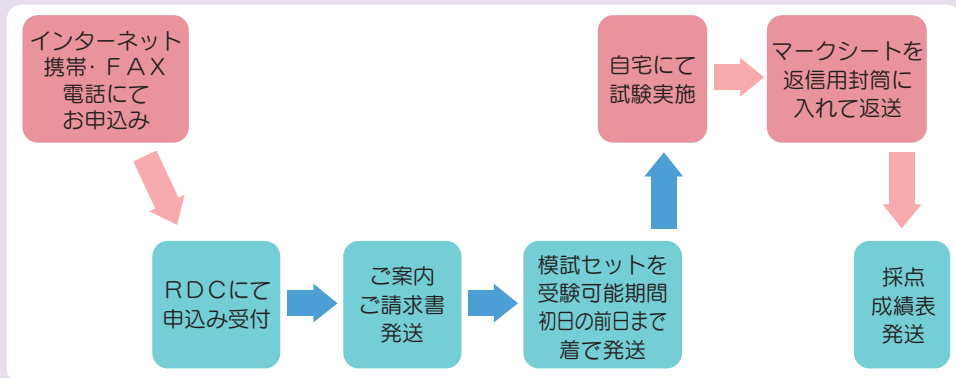 インターネット
携帯・ＦＡＸ
電話にて
お申込み
ＲＤＣにて
申込み受付
ご案内
ご請求書
発送
模試セットを
受験可能期間
初日の前日まで
着で発送
自宅にて
試験実施
マークシートを
返信用封筒に
入れて返送
採点
成績表
発送